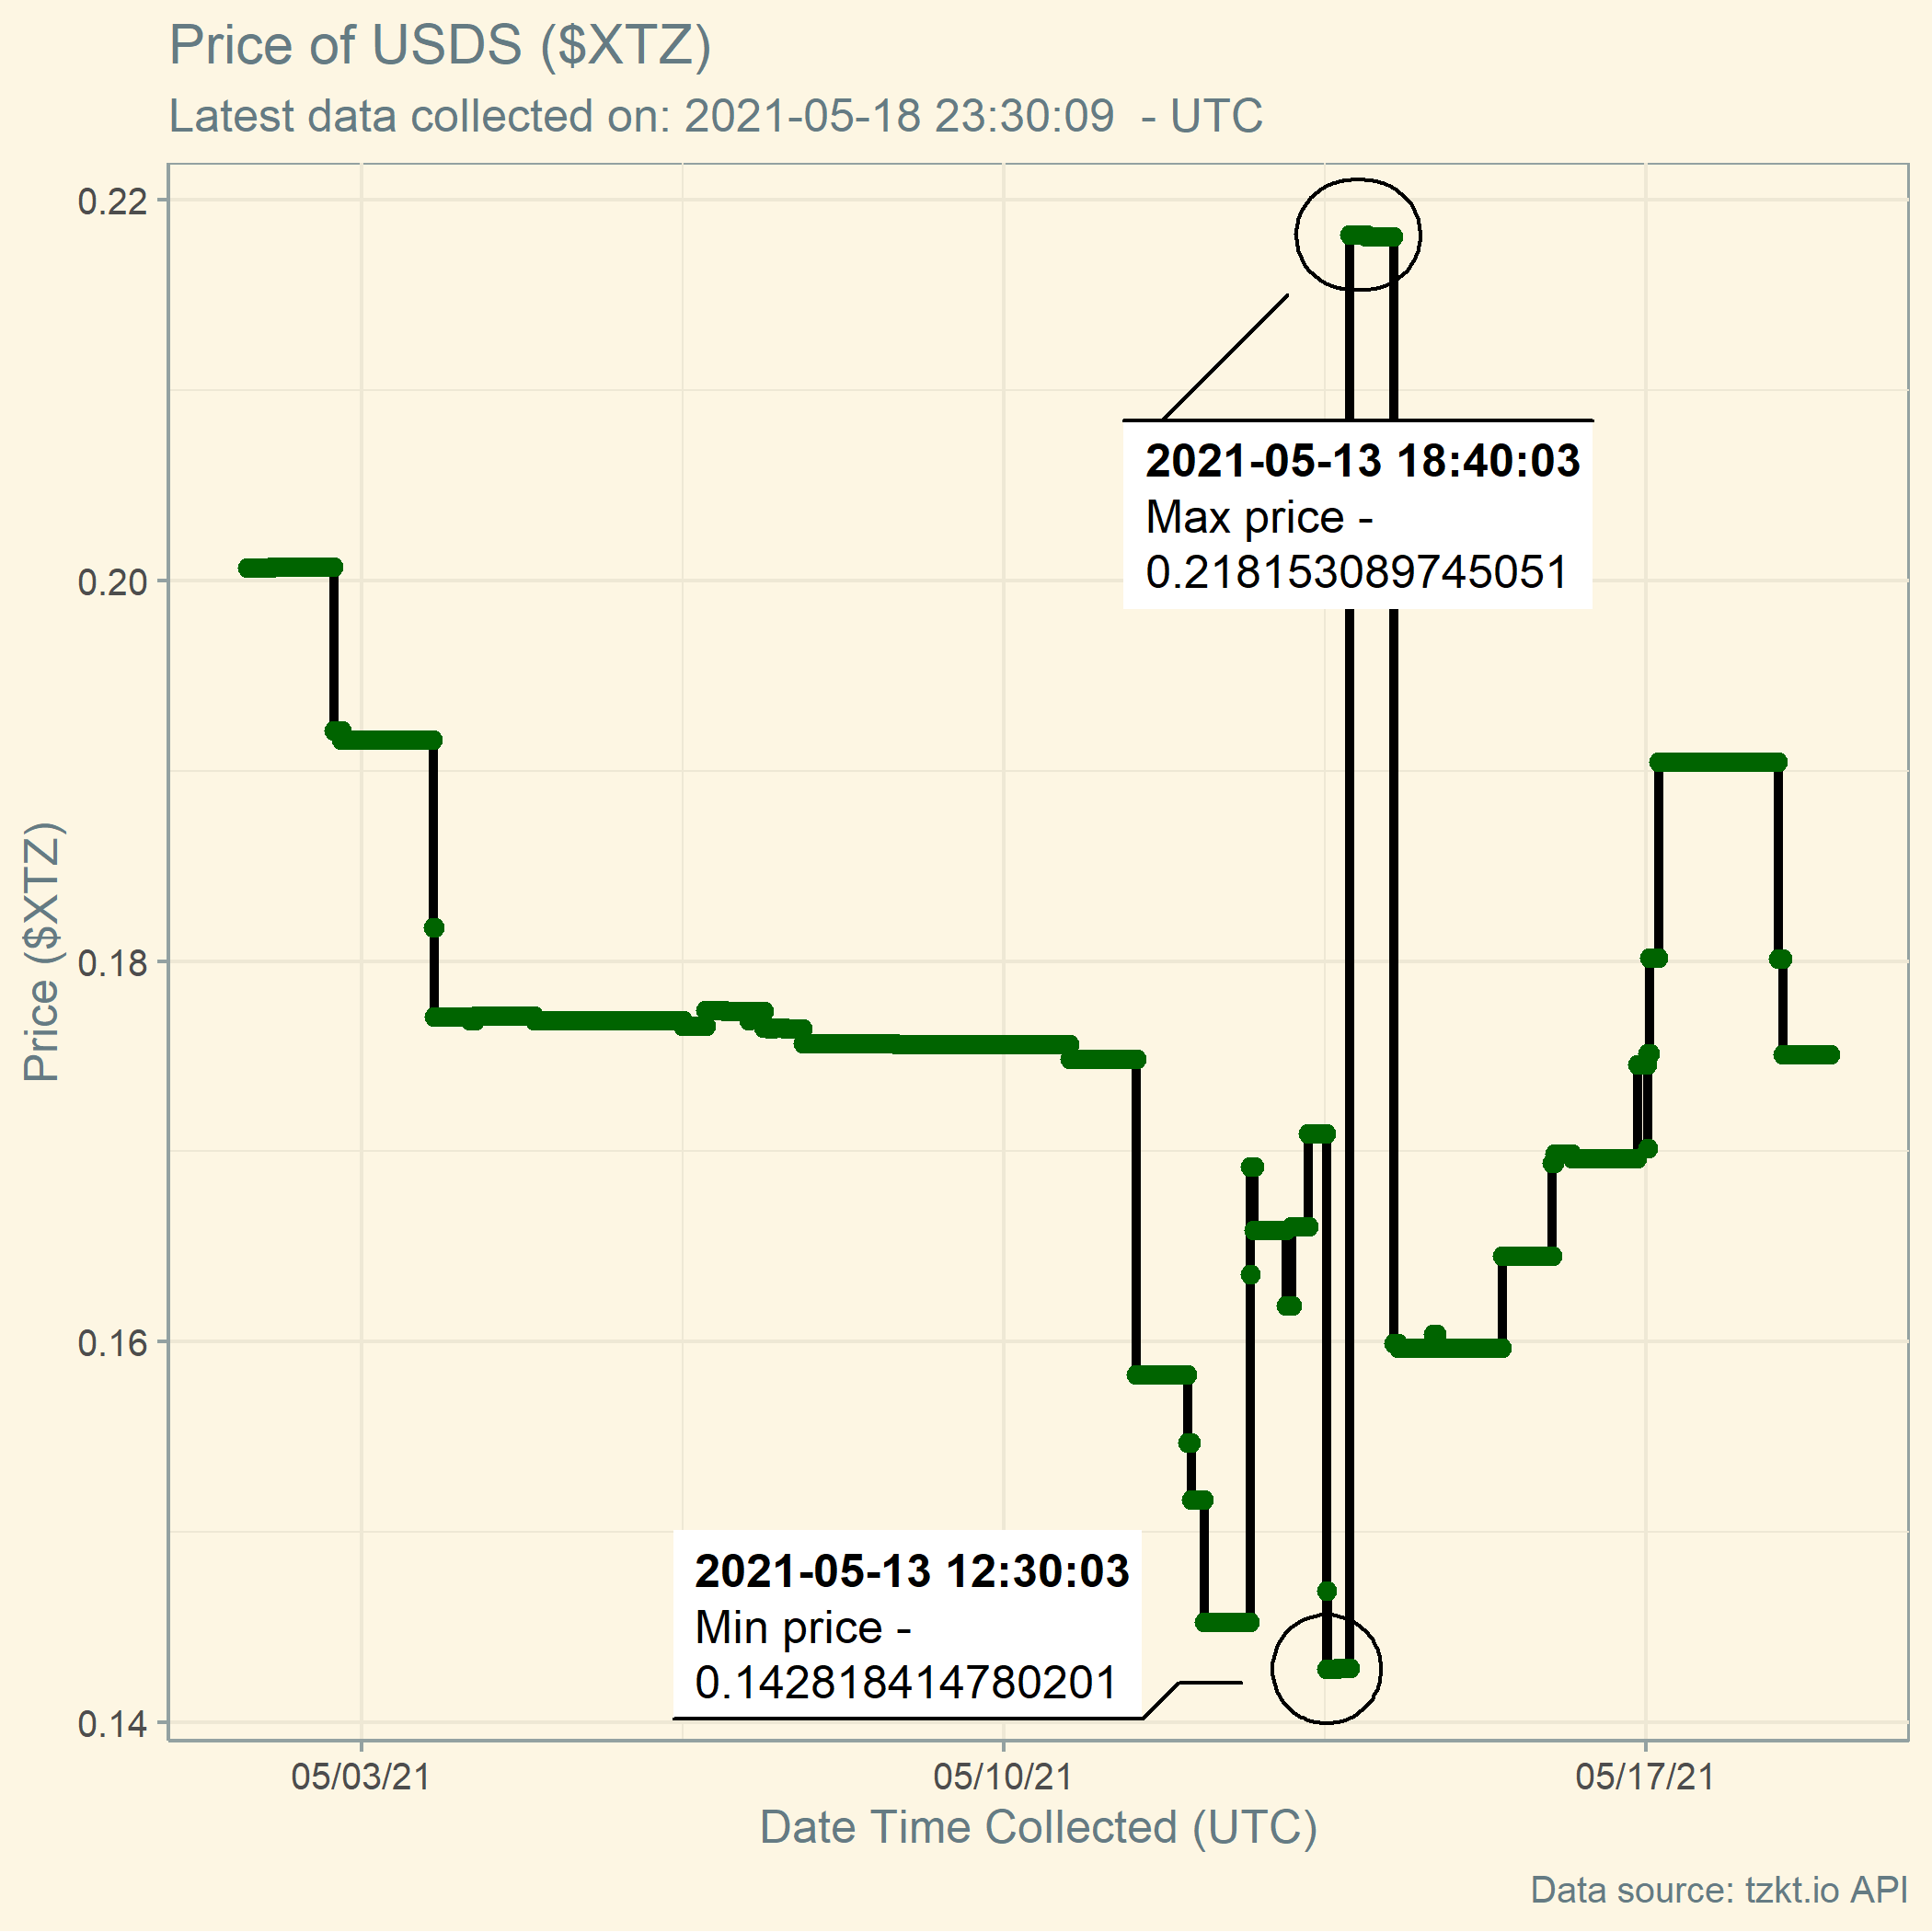 Price of USDS ($XTZ)
Latest data collected on: 2021-05-18 23:30:09  - UTC
0.22
0.20
0.18
0.16
0.14
Price ($XTZ)
2021-05-13 18:40:03
Max price -
0.218153089745051
2021-05-13 12:30:03
Min price -
0.142818414780201
05/03/21
05/10/21
05/17/21
Date Time Collected (UTC)
Data source: tzkt.io API